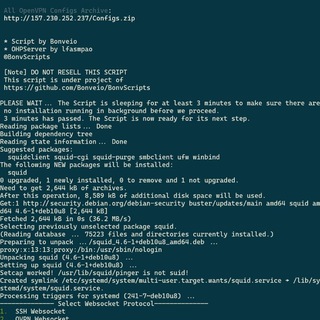 All OpenVPN Configs Archive:
http://157.230.252.237/Configs.zip
* Script by Bonveio
* OHPServer by lfasmpao
@BonvScripts
[Note] DO NOT RESELL THIS SCRIPT
This script is under project of
https://github.com/Bonveio/BonvScripts
PLEASE WAIT... The Script is sleeping for at least 3 minutes to make sure there are
no installation running in background before we proceed.
3 minutes has passed. The Script is now ready for its next step.
Reading package lists... Done
Building dependency tree
Reading state information... Done
Suggested packages:
squidclient squid-cgi squid-purge smbclient ufw winbind
The following NEW packages will be installed:
squid
0 upgraded, 1 newly installed, 0 to remove and 1 not upgraded.
Need to get 2,644 kB of archives.
After this operation, 8,589 kB of additional disk space will be used.
Get:1 http://security.debian.org/debian-security buster/updates/main amd64 squid am
d64 4.6-1+deb10u8 [2,644 kB]
Fetched 2,644 kB in 0s (36.2 MB/s)
Selecting previously unselected package squid.
(Reading database ... 75223 files and directories currently installed.)
Preparing to unpack .../squid_4.6-1+deb10u8_amd64.deb ...
proxy:x:13:13:proxy:/bin:/usr/sbin/nologin
Unpacking squid (4.6-1+deb10u8) ...
Setting up squid (4.6-1+deb10u8) ...
Setcap worked! /usr/lib/squid/pinger is not suid!
Created symlink /etc/systemd/system/multi-user.target.wants/squid.service → /lib/sy
stemd/system/squid.service.
Processing triggers for systemd (241-7~deb10u8) ...
Select Websocket Protocol
1. SSH Websocket
2. OVPN Websocket